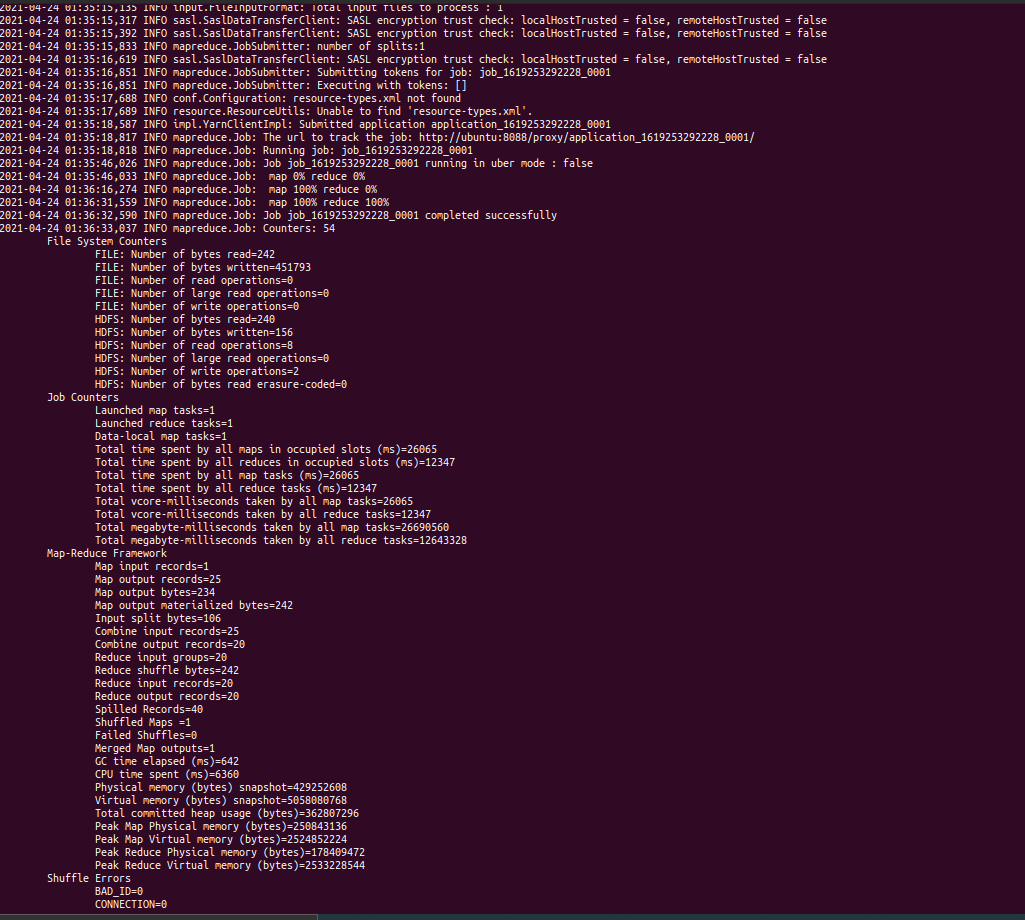 2021-04-24 01:35:15,135 INFO input.FileInputFormat: Total input files to process : 1
2021-04-24 01:35:15,317 INFO sasl.SaslDataTransferClient: SASL encryption trust check: localHostTrusted = false, remoteHostTrusted = false
2021-04-24 01:35:15,392 INFO sasl.SaslDataTransferClient: SASL encryption trust check: localHostTrusted = false, remoteHostTrusted = false
2021-04-24 01:35:15,833 INFO mapreduce.JobSubmitter: number of splits:1
2021-04-24 01:35:16,619 INFO sasl.SaslDataTransferClient: SASL encryption trust check: localHostTrusted = false, remoteHostTrusted = false
2021-04-24 01:35:16,851 INFO mapreduce.JobSubmitter: Submitting tokens for job: job_1619253292228_0001
2021-04-24 01:35:16,851 INFO mapreduce.JobSubmitter: Executing with tokens: []
2021-04-24 01:35:17,688 INFO conf.Configuration: resource-types.xml not found
2021-04-24 01:35:17,689 INFO resource.ResourceUtils: Unable to find 'resource-types.xml'.
2021-04-24 01:35:18,587 INFO impl.YarnClientImpl: Submitted application application_1619253292228_0001
2021-04-24 01:35:18,817 INFO mapreduce.Job: The url to track the job: http://ubuntu:8088/proxy/application_1619253292228_0001/
2021-04-24 01:35:18,818 INFO mapreduce.Job: Running job: job_1619253292228_0001
2021-04-24 01:35:46,026 INFO mapreduce.Job: Job job_1619253292228_0001 running in uber mode : false
2021-04-24 01:35:46,033 INFO mapreduce.Job:  map 0% reduce 0%
2021-04-24 01:36:16,274 INFO mapreduce.Job:  map 100% reduce 0%
2021-04-24 01:36:31,559 INFO mapreduce.Job:  map 100% reduce 100%
2021-04-24 01:36:32,590 INFO mapreduce.Job: Job job_1619253292228_0001 completed successfully
2021-04-24 01:36:33,037 INFO mapreduce.Job: Counters: 54
File System Counters
FILE: Number of bytes read=242
FILE: Number of bytes written=451793
FILE: Number of read operations=0
FILE: Number of large read operations=0
FILE: Number of write operations=0
HDFS: Number of bytes read=240
HDFS: Number of bytes written=156
HDFS: Number of read operations=8
HDFS: Number of large read operations=0
HDFS: Number of write operations=2
HDFS: Number of bytes read erasure-coded=0
Job Counters
Launched map tasks=1
Launched reduce tasks=1
Data-local map tasks=1
Total time spent by all maps in occupied slots (ms)=26065
Total time spent by all reduces in occupied slots (ms)=12347
Total time spent by all map tasks (ms)=26065
Total time spent by all reduce tasks (ms)=12347
Total vcore-milliseconds taken by all map tasks=26065
Total vcore-milliseconds taken by all reduce tasks=12347
Total megabyte-milliseconds taken by all map tasks=26690560
Total megabyte-milliseconds taken by all reduce tasks=12643328
Map-Reduce Framework
Map input records=1
Map output records=25
Map output bytes=234
Map output materialized bytes=242
Input split bytes=106
Combine input records=25
Combine output records=20
Reduce input groups=20
Reduce shuffle bytes=242
Reduce input records=20
Reduce output records=20
Spilled Records=40
Shuffled Maps =1
Failed Shuffles=0
Merged Map outputs=1
GC time elapsed (ms)=642
CPU time spent (ms)=6360
Physical memory (bytes) snapshot=429252608
Virtual memory (bytes) snapshot=5058080768
Total committed heap usage (bytes)=362807296
Peak Map Physical memory (bytes)=250843136
Peak Map Virtual memory (bytes)=2524852224
Peak Reduce Physical memory (bytes)=178409472
Peak Reduce Virtual memory (bytes)=2533228544
Shuffle Errors
BAD_ID=0
CONNECTION=0